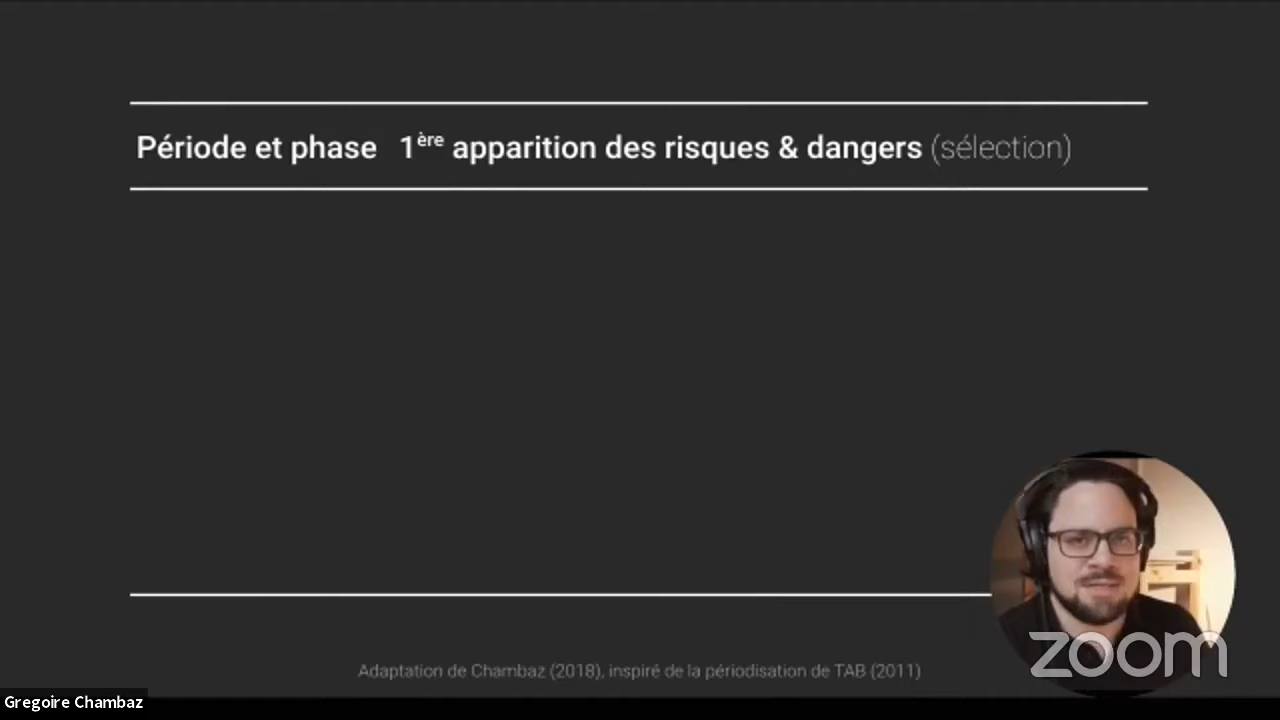 Période et phase 1ère apparition des risques & dangers (sélection)
Adaptation de Chambaz (2018), inspiré de la périodisation de TAB (2011)
zoom
Gregoire Chambaz